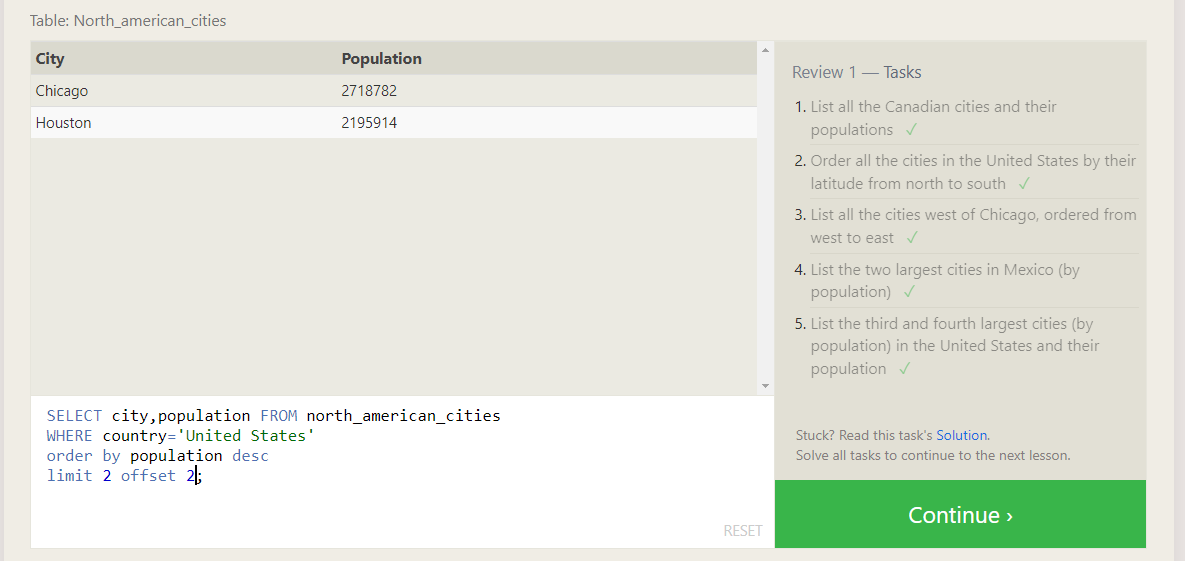 Table: North_american_cities
City Population
Chicago 2718782
Houston 2195914
SELECT city,population FROM north_american_cities
WHERE country='United States'
order by population desc
limit 2 offset 2;
RESET
Review 1 — Tasks
1. List all the Canadian cities and their
populations ✓
2. Order all the cities in the United States by their
latitude from north to south ✓
3. List all the cities west of Chicago, ordered from
west to east ✓
4. List the two largest cities in Mexico (by
population) ✓
5. List the third and fourth largest cities (by
population) in the United States and their
population ✓
Stuck? Read this task's Solution.
Solve all tasks to continue to the next lesson.
Continue ›